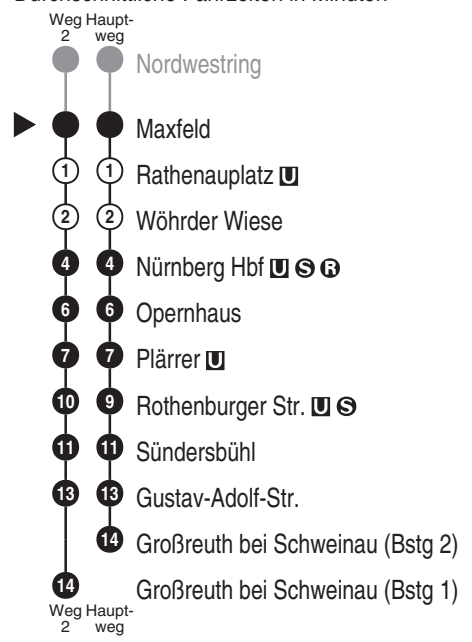 Durchschnittliche Fahrzeiten in Minuten
Weg 2 Haupt-weg
Nordwestring
Maxfeld
1 1 Rathenauplatz U
2 2 Wöhrder Wiese
4 4 Nürnberg Hbf U S R
6 6 Opernhaus
7 7 Plärrer U
10 9 Rothenburger Str. U S
11 11 Sündersbühl
13 13 Gustav-Adolf-Str.
14 Großreuth bei Schweinau (Bstg 2)
14 Großreuth bei Schweinau (Bstg 1)
Weg 2 Haupt-weg